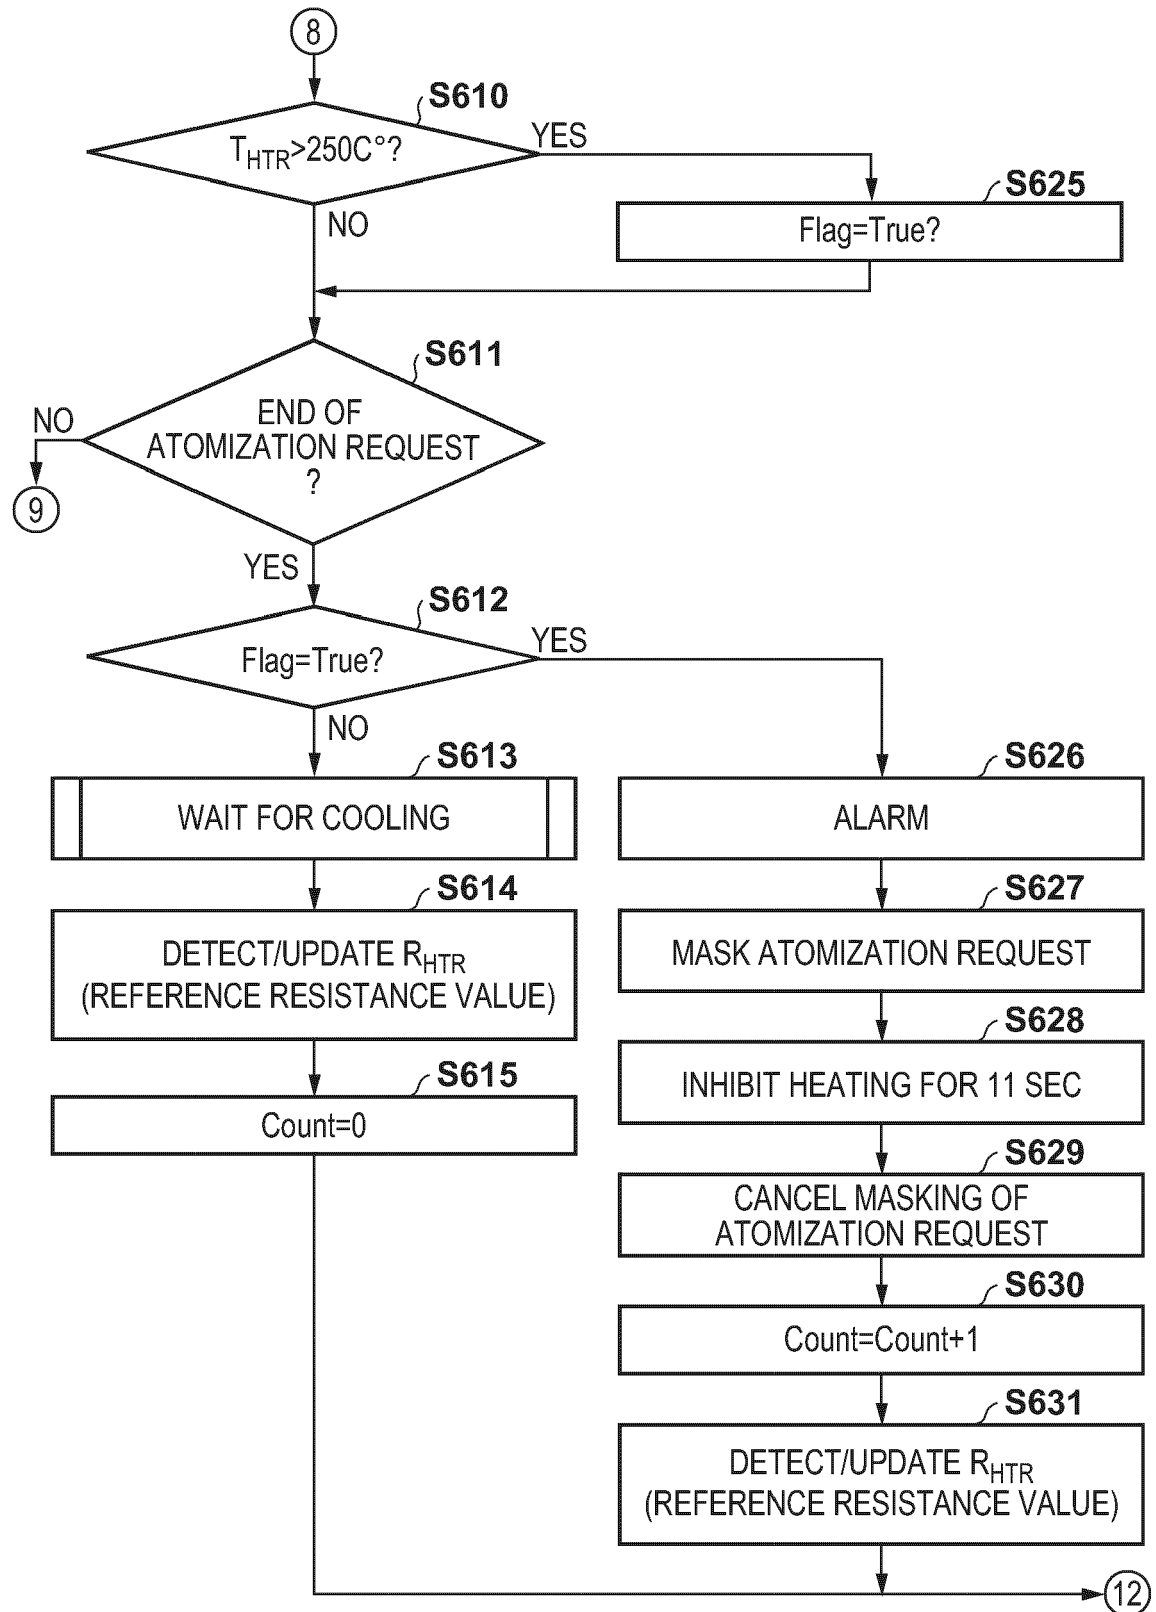 8
S610
T_HTR>250C°?
YES
NO
S625
Flag=True?
S611
END OF
ATOMIZATION REQUEST
?
NO
9
YES
S612
Flag=True?
YES
NO
S613
WAIT FOR COOLING
S614
DETECT/UPDATE R_HTR
(REFERENCE RESISTANCE VALUE)
S615
Count=0
S626
ALARM
S627
MASK ATOMIZATION REQUEST
S628
INHIBIT HEATING FOR 11 SEC
S629
CANCEL MASKING OF
ATOMIZATION REQUEST
S630
Count=Count+1
S631
DETECT/UPDATE R_HTR
(REFERENCE RESISTANCE VALUE)
12